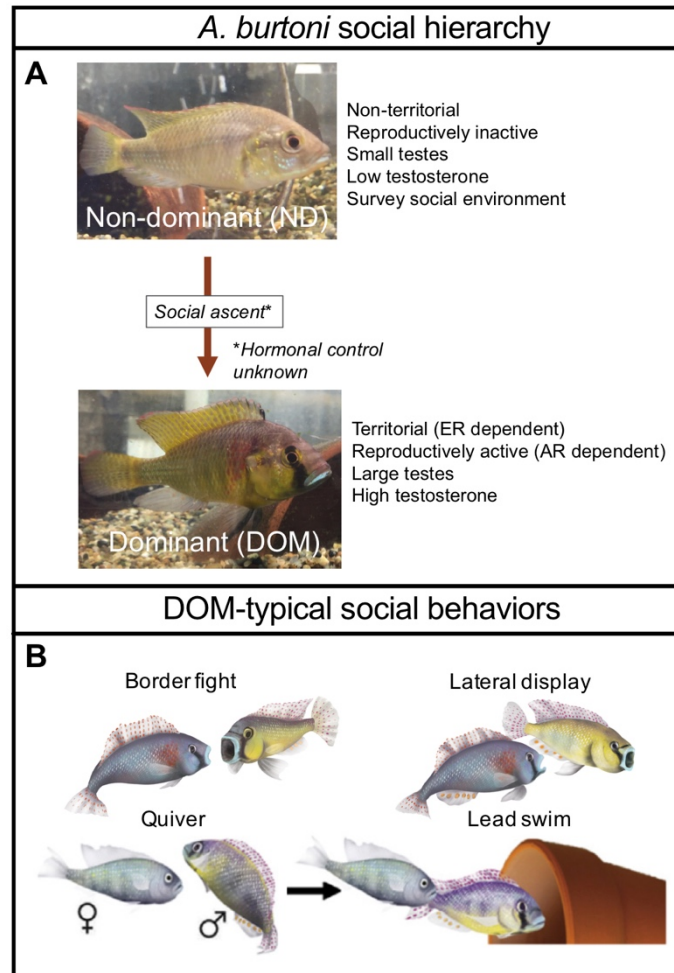 A. burtoni social hierarchy
A
Non-territorial
Reproductively inactive
Small testes
Low testosterone
Survey social environment
Non-dominant (ND)
Social ascent*
*Hormonal control
unknown
Territorial (ER dependent)
Reproductively active (AR dependent)
Large testes
High testosterone
Dominant (DOM)
DOM-typical social behaviors
B
Border fight
Lateral display
Quiver
Lead swim
♀
♂